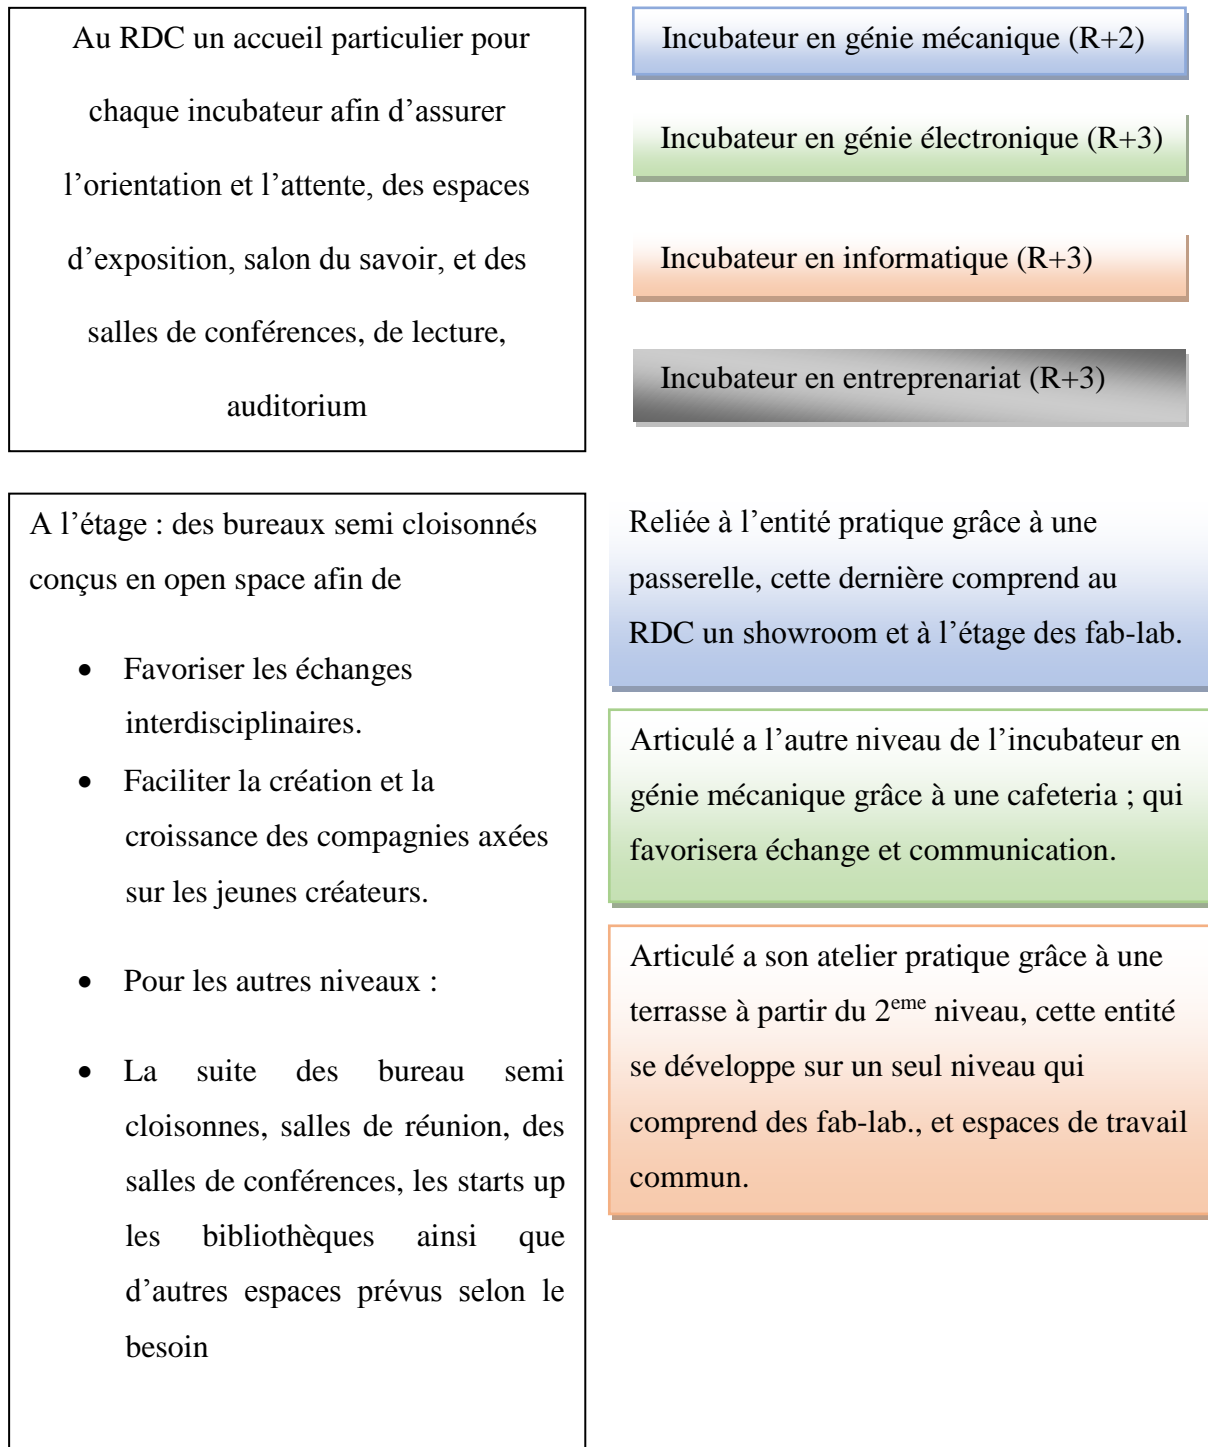 Au RDC un accueil particulier pour
chaque incubateur afin d’assurer
l’orientation et l’attente, des espaces
d’exposition, salon du savoir, et des
salles de conférences, de lecture,
auditorium
Incubateur en génie mécanique (R+2)
Incubateur en génie électronique (R+3)
Incubateur en informatique (R+3)
Incubateur en entreprenariat (R+3)
A l’étage : des bureaux semi cloisonnés
conçus en open space afin de
• Favoriser les échanges
interdisciplinaires.
• Faciliter la création et la
croissance des compagnies axées
sur les jeunes créateurs.
• Pour les autres niveaux :
• La suite des bureau semi
cloisonnes, salles de réunion, des
salles de conférences, les starts up
les bibliothèques ainsi que
d’autres espaces prévus selon le
besoin
Reliée à l’entité pratique grâce à une
passerelle, cette dernière comprend au
RDC un showroom et à l’étage des fab-lab.
Articulé a l’autre niveau de l’incubateur en
génie mécanique grâce à une cafeteria ; qui
favorisera échange et communication.
Articulé a son atelier pratique grâce à une
terrasse à partir du 2eme niveau, cette entité
se développe sur un seul niveau qui
comprend des fab-lab., et espaces de travail
commun.